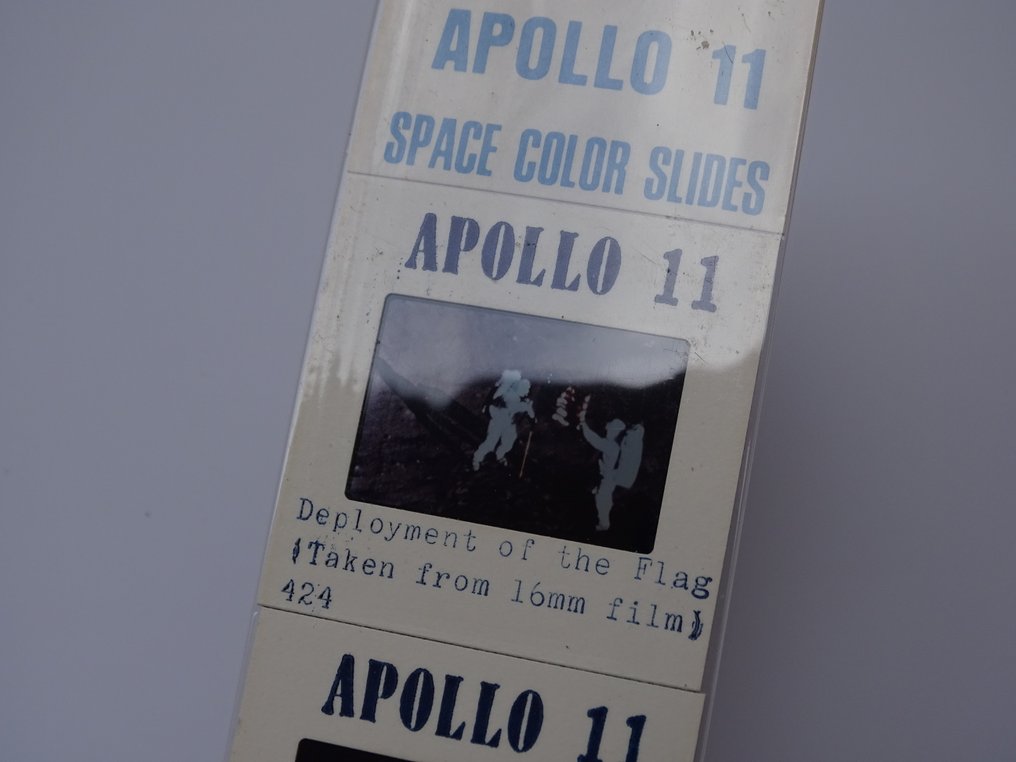 APOLLO 11
SPACE COLOR SLIDES
APOLLO 11
Deployment of the Flag
(Taken from 16mm film)
424
APOLLO 11